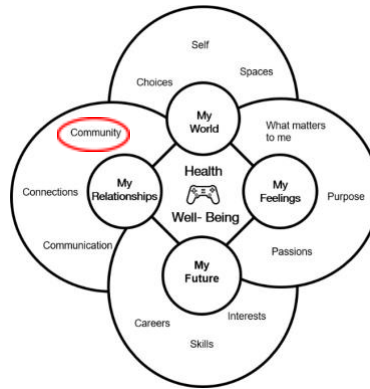 Self
Spaces
Choices
My
World
Community
What matters
to me
Health
My
Relationships
My
Feelings
Connections
Purpose
Well- Being
Communication
Passions
My
Future
Interests
Careers
Skills